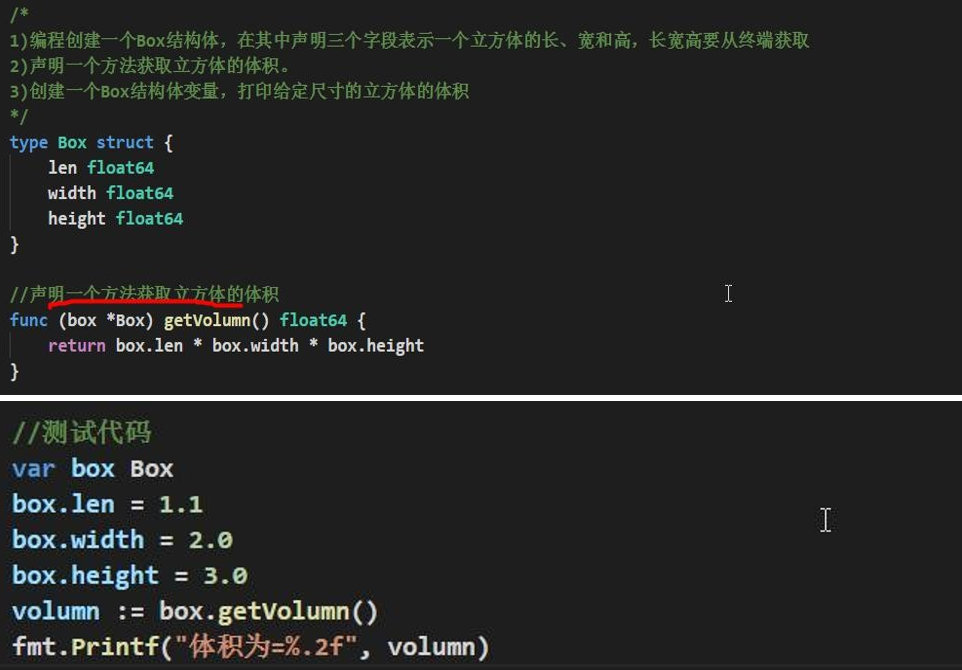 /*
1)编程创建一个Box结构体，在其中声明三个字段表示一个立方体的长、宽和高，长宽高要从终端获取
2)声明一个方法获取立方体的体积。
3)创建一个Box结构体变量，打印给定尺寸的立方体的体积
*/
type Box struct {
    len float64
    width float64
    height float64
}
//声明一个方法获取立方体的体积
func (box *Box) getVolumn() float64 {
    return box.len * box.width * box.height
}
//测试代码
var box Box
box.len = 1.1
box.width = 2.0
box.height = 3.0
volumn := box.getVolumn()
fmt.Printf("体积为=%.2f", volumn)